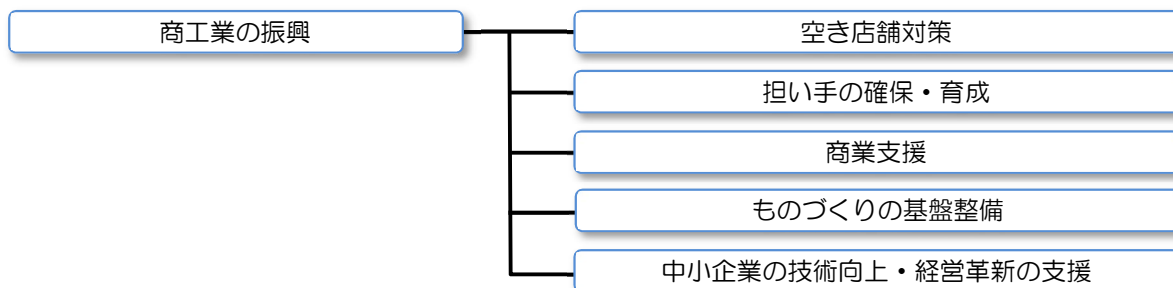 商工業の振興
空き店舗対策
担い手の確保・育成
商業支援
ものづくりの基盤整備
中小企業の技術向上・経営革新の支援